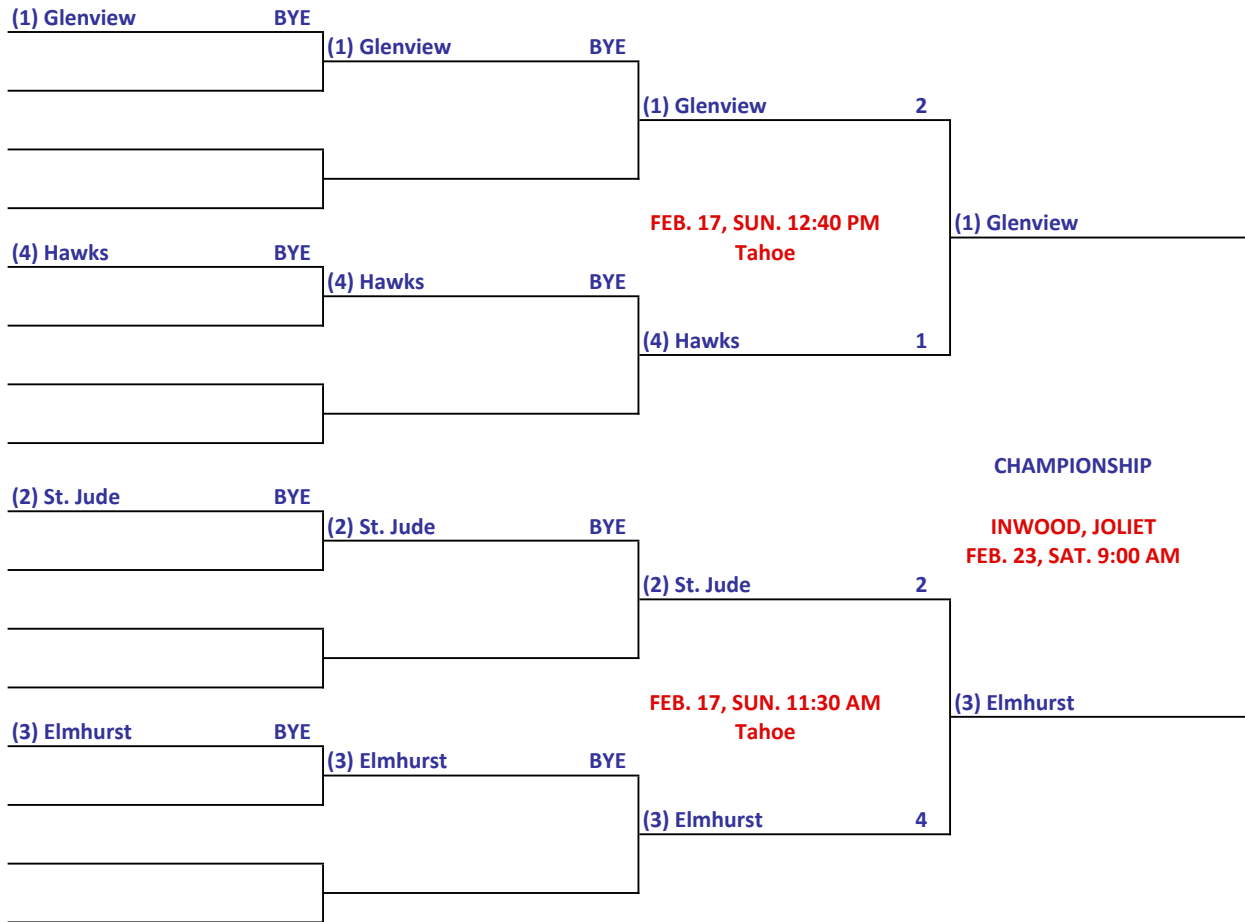 (1) Glenview BYE
(1) Glenview BYE
(1) Glenview 2
FEB. 17, SUN. 12:40 PM
Tahoe
(1) Glenview
(4) Hawks BYE
(4) Hawks BYE
(4) Hawks 1
CHAMPIONSHIP
INWOOD, JOLIET
FEB. 23, SAT. 9:00 AM
(2) St. Jude BYE
(2) St. Jude BYE
(2) St. Jude 2
FEB. 17, SUN. 11:30 AM
Tahoe
(3) Elmhurst
(3) Elmhurst BYE
(3) Elmhurst BYE
(3) Elmhurst 4